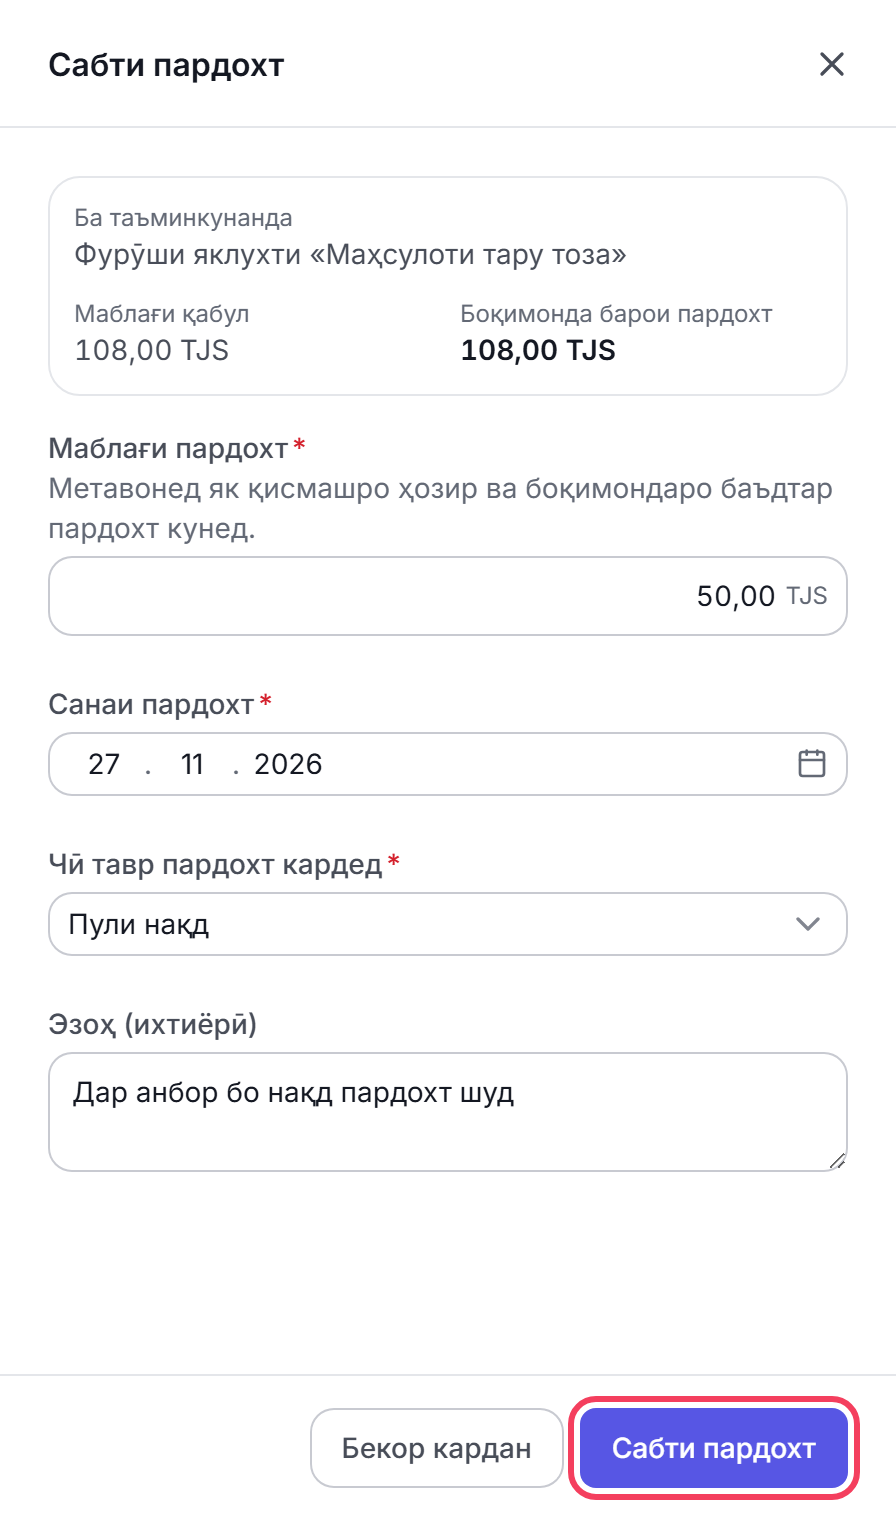 Сабти пардохт
Ба таъминкунанда
Фурӯши яклухти «Маҳсулоти тару тоза»
Маблағи қабул
Боқимонда барои пардохт
108,00 TJS
108,00 TJS
Маблағи пардохт*
Метавонед як қисмашро ҳозир ва боқимондаро баъдтар
пардохт кунед.
50,00 TJS
Санаи пардохт*
27 . 11 . 2026
Чӣ тавр пардохт кардед*
Пули нақд
Эзоҳ (ихтиёрӣ)
Дар анбор бо нақд пардохт шуд
Бекор кардан
Сабти пардохт